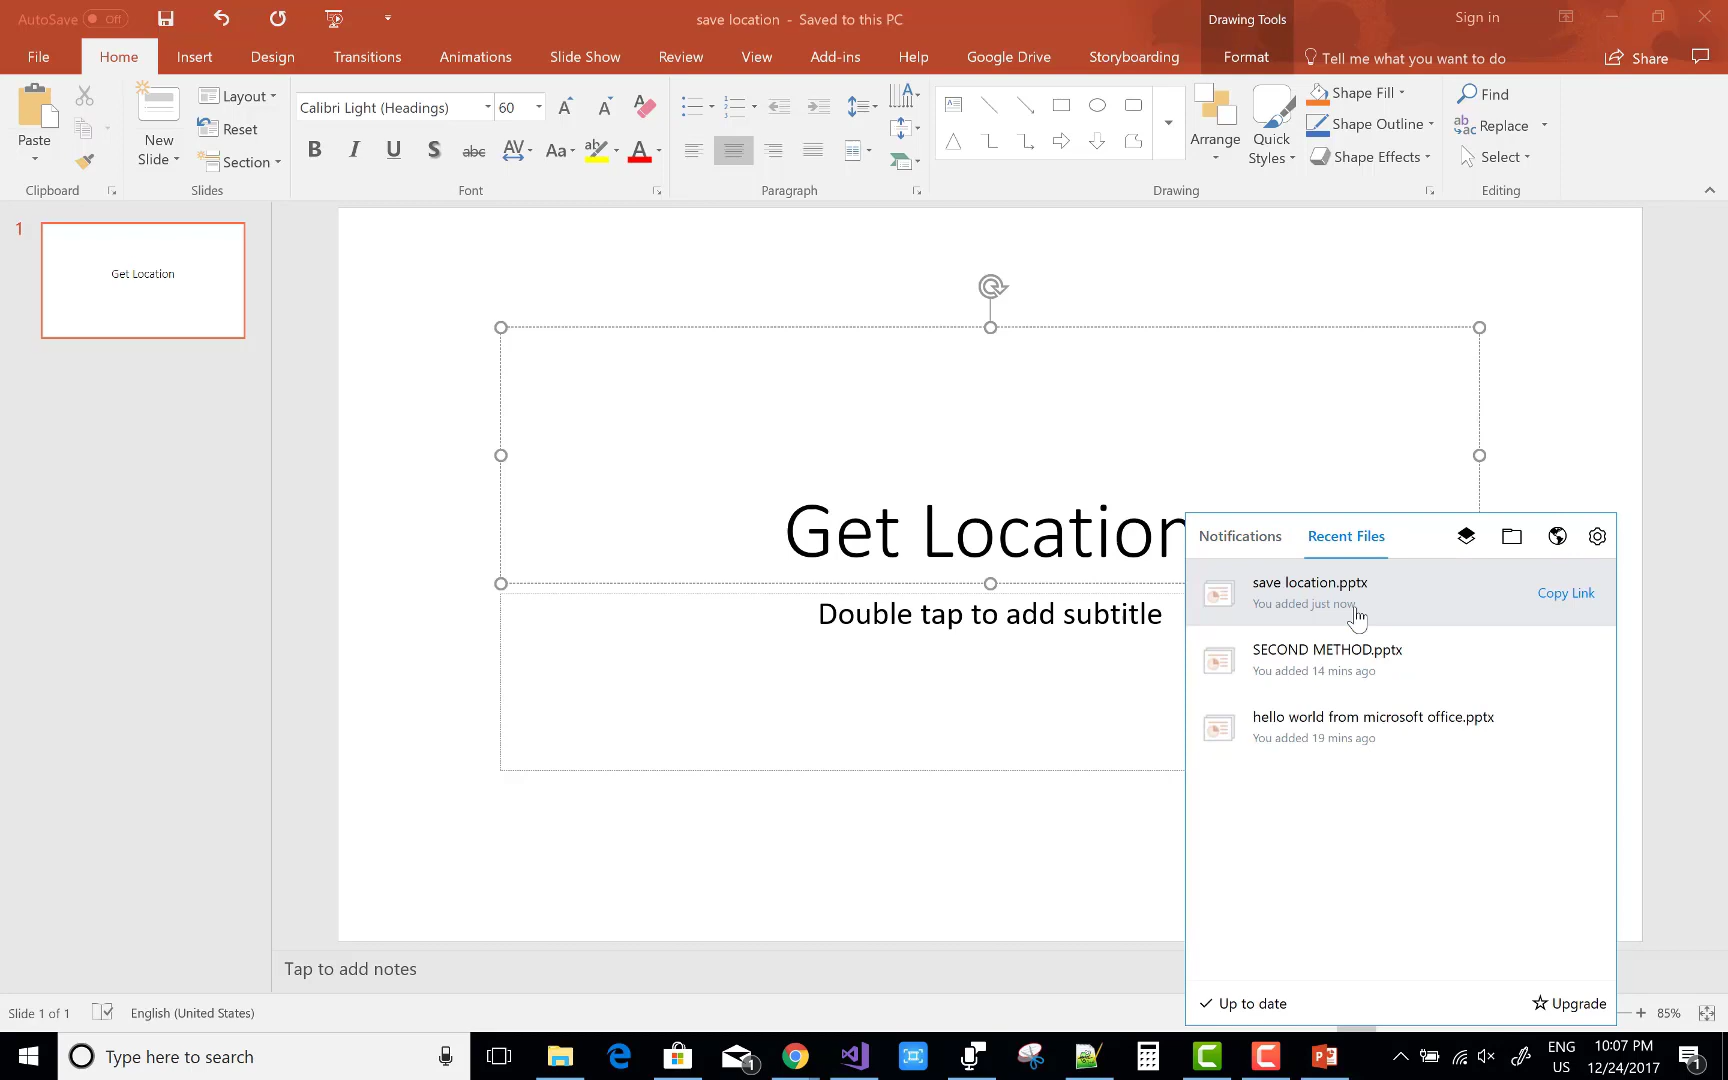 AutoSave Off
save location - Saved to this PC
Drawing Tools
Sign in
File Home Insert Design Transitions Animations Slide Show Review View Add-ins Help Google Drive Storyboarding Format Tell me what you want to do Share
Paste
New Slide
Layout
Reset
Section
Calibri Light (Headings) 60
B I U S abc AV Aa A
Arrange
Quick Styles
Shape Fill
Shape Outline
Shape Effects
Find
Replace
Select
Clipboard Slides Font Paragraph Drawing Editing
1
Get Location
Get Location
Double tap to add subtitle
Notifications Recent Files
save location.pptx
You added just now
Copy Link
SECOND METHOD.pptx
You added 14 mins ago
hello world from microsoft office.pptx
You added 19 mins ago
Up to date
Upgrade
Tap to add notes
Slide 1 of 1 English (United States)
85%
Type here to search
1
ENG
US
10:07 PM
12/24/2017
1